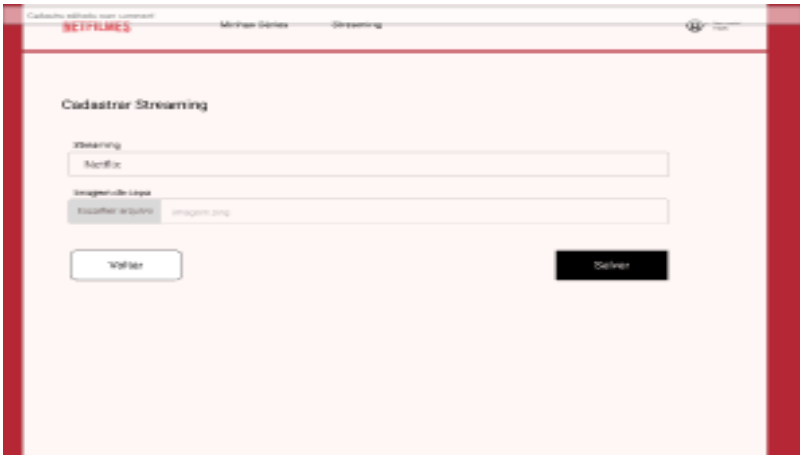 NETFILMES
Minhas Séries Streaming
Cadastrar Streaming
Streaming
Netflix
Imagem de capa
Escolher arquivo imagem.png
Voltar Salvar